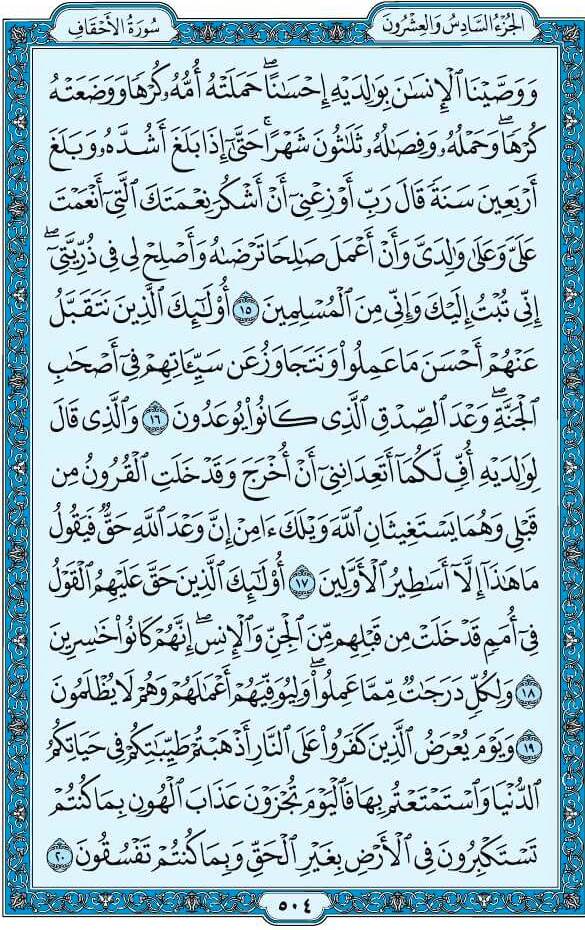 الجزء السادس والعشرون
سورة الأحقاف
وَوَصَّيْنَا ٱلْإِنسَٰنَ بِوَٰلِدَيْهِ إِحْسَٰنًا ۖ حَمَلَتْهُ أُمُّهُۥ كُرْهًا وَوَضَعَتْهُ
كُرْهًا ۖ وَحَمْلُهُۥ وَفِصَٰلُهُۥ ثَلَٰثُونَ شَهْرًا ۚ حَتَّىٰٓ إِذَا بَلَغَ أَشُدَّهُۥ وَبَلَغَ
أَرْبَعِينَ سَنَةً قَالَ رَبِّ أَوْزِعْنِىٓ أَنْ أَشْكُرَ نِعْمَتَكَ ٱلَّتِىٓ أَنْعَمْتَ
عَلَىَّ وَعَلَىٰ وَٰلِدَىَّ وَأَنْ أَعْمَلَ صَٰلِحًا تَرْضَىٰهُ وَأَصْلِحْ لِى فِى ذُرِّيَّتِىٓ ۖ
إِنِّى تُبْتُ إِلَيْكَ وَإِنِّى مِنَ ٱلْمُسْلِمِينَ ١٥ أُو۟لَٰٓئِكَ ٱلَّذِينَ نَتَقَبَّلُ
عَنْهُمْ أَحْسَنَ مَا عَمِلُوا۟ وَنَتَجَاوَزُ عَن سَيِّـَٔاتِهِمْ فِىٓ أَصْحَٰبِ
ٱلْجَنَّةِ ۖ وَعْدَ ٱلصِّدْقِ ٱلَّذِى كَانُوا۟ يُوعَدُونَ ١٦ وَٱلَّذِى قَالَ
لِوَٰلِدَيْهِ أُفٍّ لَّكُمَآ أَتَعِدَانِنِىٓ أَنْ أُخْرَجَ وَقَدْ خَلَتِ ٱلْقُرُونُ مِن
قَبْلِى وَهُمَا يَسْتَغِيثَانِ ٱللَّهَ وَيْلَكَ ءَامِنْ إِنَّ وَعْدَ ٱللَّهِ حَقٌّ فَيَقُولُ
مَا هَٰذَآ إِلَّآ أَسَٰطِيرُ ٱلْأَوَّلِينَ ١٧ أُو۟لَٰٓئِكَ ٱلَّذِينَ حَقَّ عَلَيْهِمُ ٱلْقَوْلُ
فِىٓ أُمَمٍ قَدْ خَلَتْ مِن قَبْلِهِم مِّنَ ٱلْجِنِّ وَٱلْإِنسِ ۖ إِنَّهُمْ كَانُوا۟ خَٰسِرِينَ
١٨ وَلِكُلٍّ دَرَجَٰتٌ مِّمَّا عَمِلُوا۟ ۖ وَلِيُوَفِّيَهُمْ أَعْمَٰلَهُمْ وَهُمْ لَا يُظْلَمُونَ
١٩ وَيَوْمَ يُعْرَضُ ٱلَّذِينَ كَفَرُوا۟ عَلَى ٱلنَّارِ أَذْهَبْتُمْ طَيِّبَٰتِكُمْ فِى حَيَاتِكُمُ
ٱلدُّنْيَا وَٱسْتَمْتَعْتُم بِهَا فَٱلْيَوْمَ تُجْزَوْنَ عَذَابَ ٱلْهُونِ بِمَا كُنتُمْ
تَسْتَكْبِرُونَ فِى ٱلْأَرْضِ بِغَيْرِ ٱلْحَقِّ وَبِمَا كُنتُمْ تَفْسُقُونَ ٢٠
٥٠٤